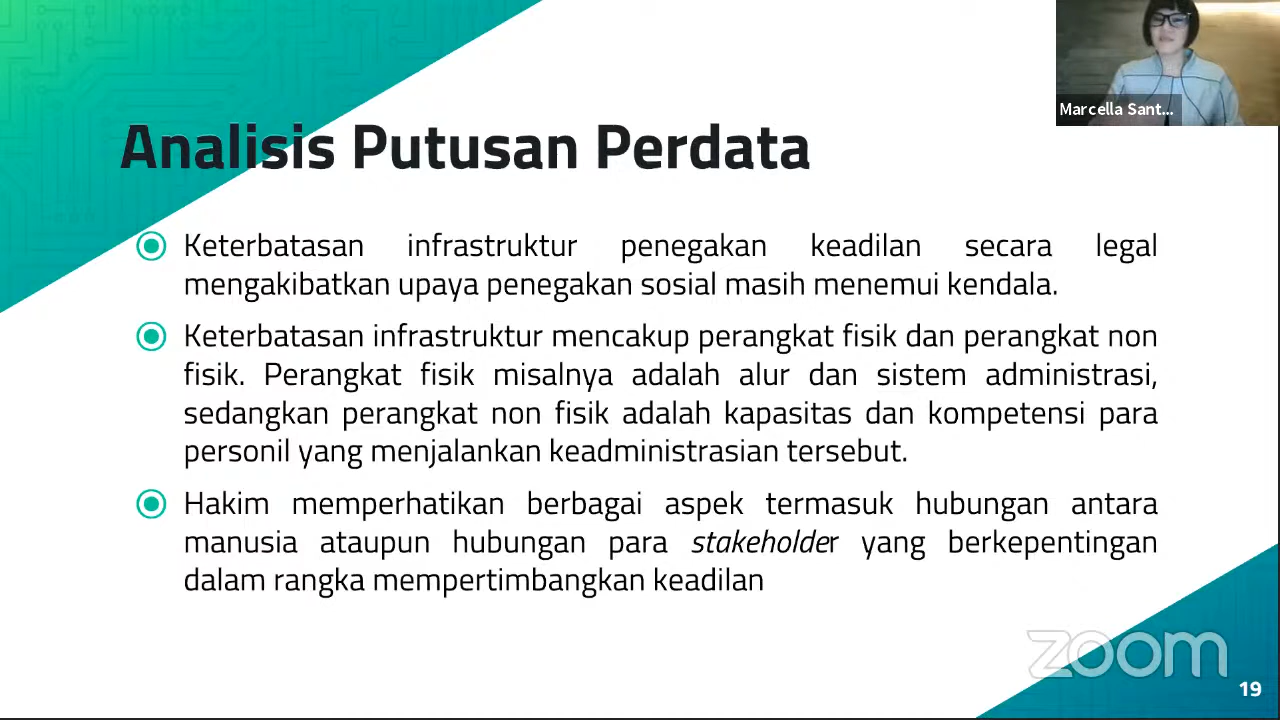 Marcella Sant...
Analisis Putusan Perdata
Keterbatasan infrastruktur penegakan keadilan secara legal
mengakibatkan upaya penegakan sosial masih menemui kendala.
Keterbatasan infrastruktur mencakup perangkat fisik dan perangkat non
fisik. Perangkat fisik misalnya adalah alur dan sistem administrasi,
sedangkan perangkat non fisik adalah kapasitas dan kompetensi para
personil yang menjalankan keadministrasian tersebut.
Hakim memperhatikan berbagai aspek termasuk hubungan antara
manusia ataupun hubungan para stakeholder yang berkepentingan
dalam rangka mempertimbangkan keadilan
zoom
19